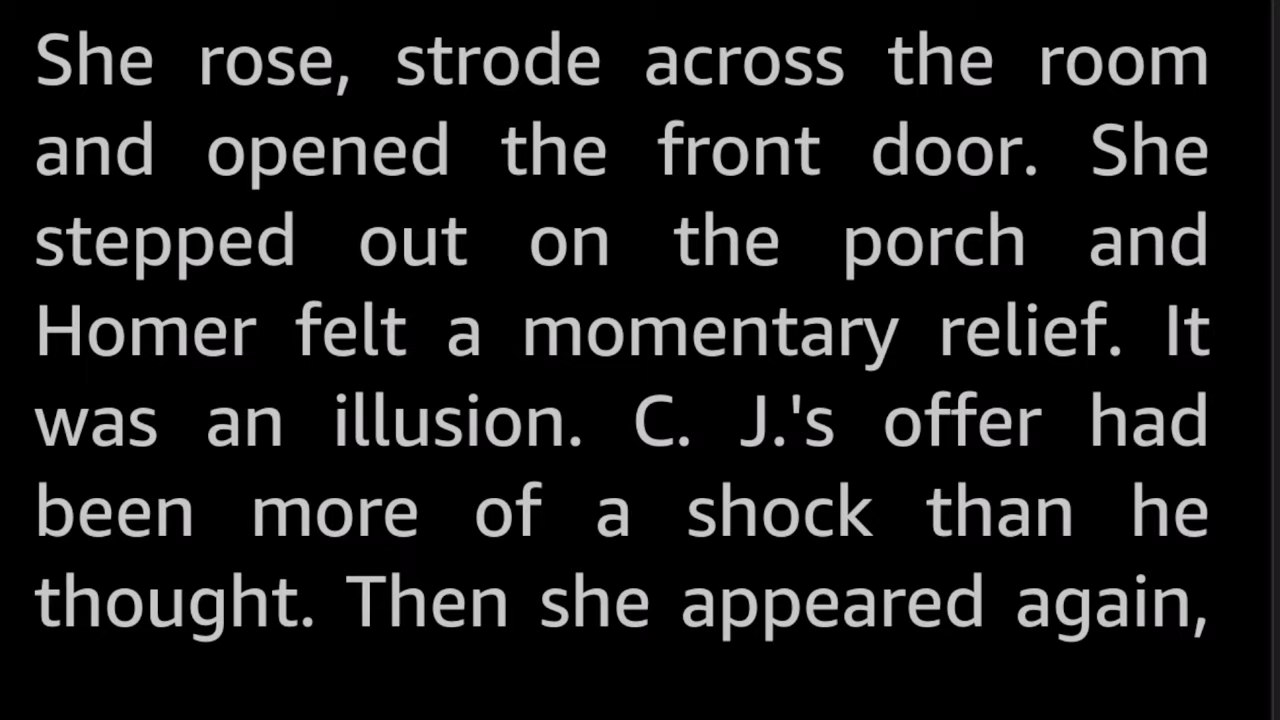 She rose, strode across the room
and opened the front door. She
stepped out on the porch and
Homer felt a momentary relief. It
was an illusion. C. J.'s offer had
been more of a shock than he
thought. Then she appeared again,